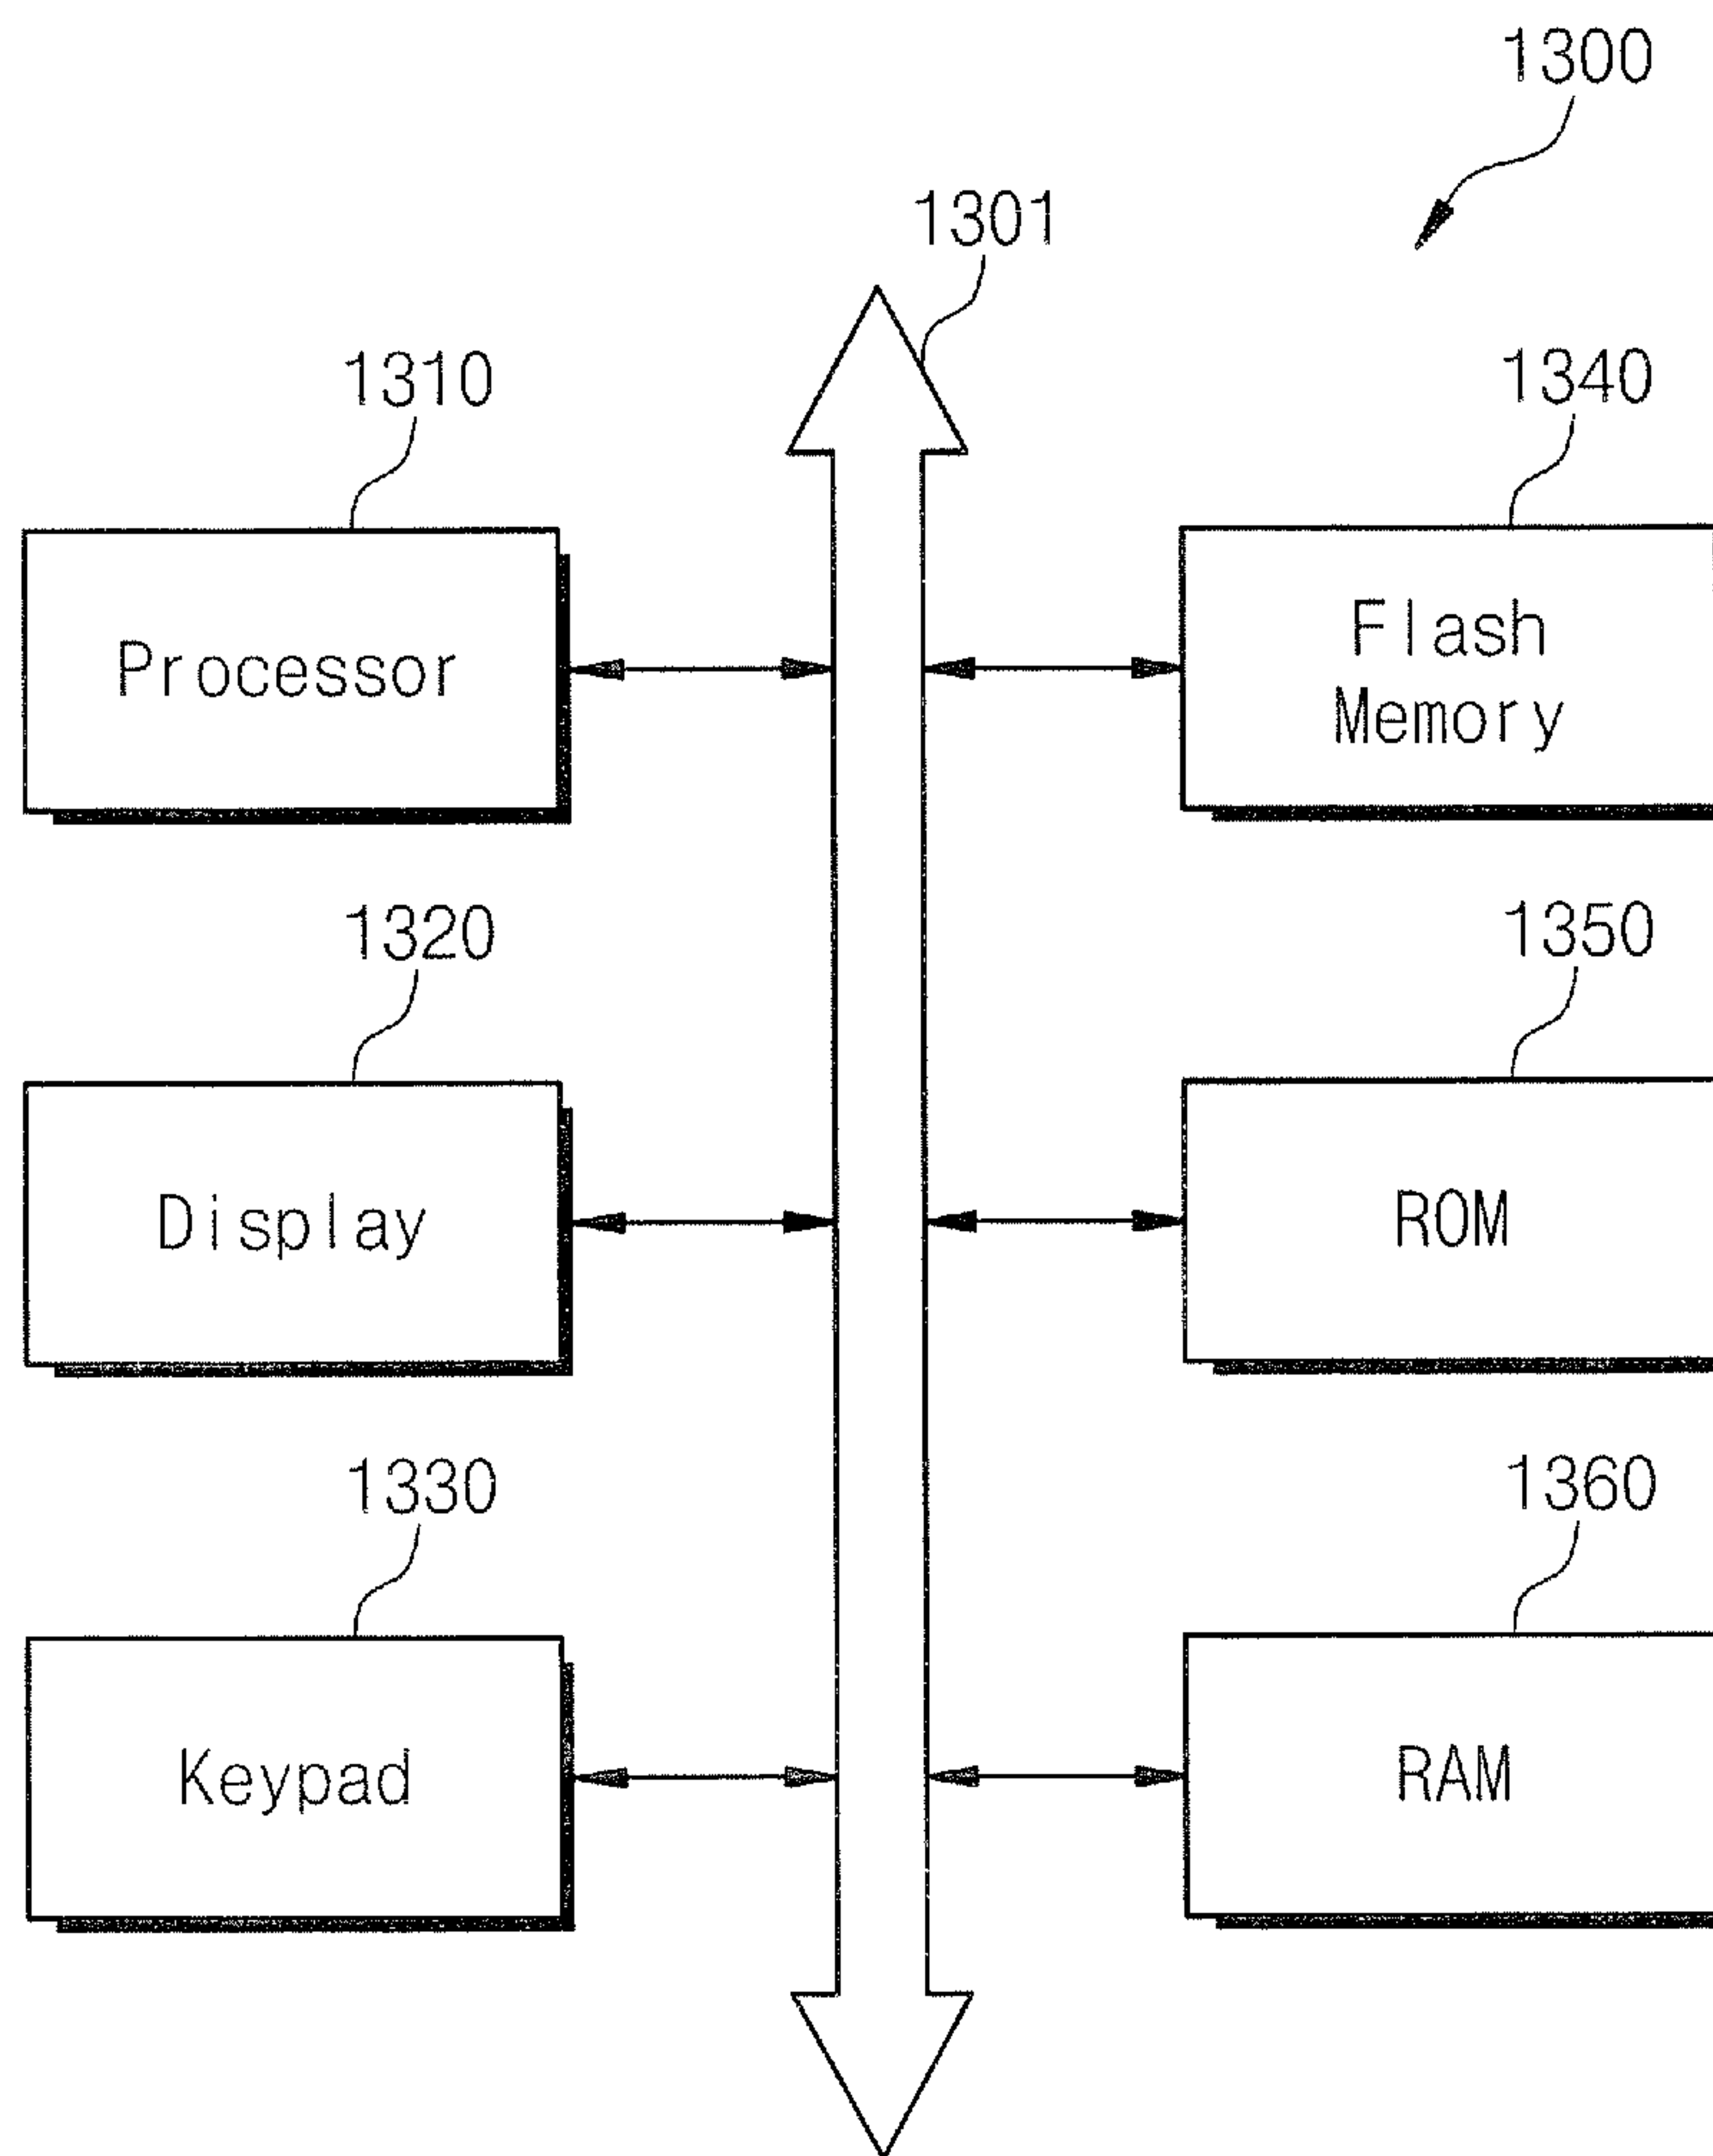 1300
1301
1310
1340
Processor
Flash
Memory
1320
1350
Display
ROM
1330
1360
Keypad
RAM